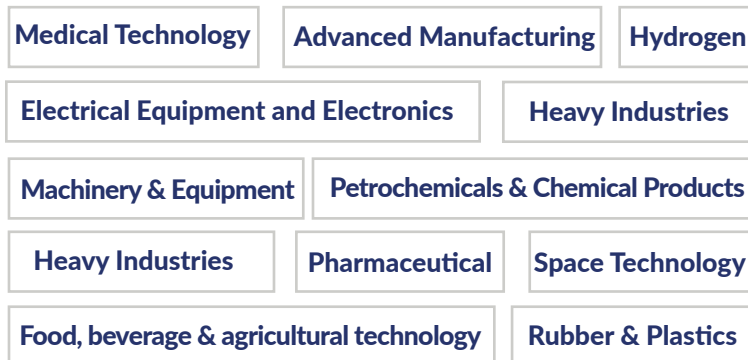 Medical Technology Advanced Manufacturing Hydrogen
Electrical Equipment and Electronics Heavy Industries
Machinery & Equipment Petrochemicals & Chemical Products
Heavy Industries Pharmaceutical Space Technology
Food, beverage & agricultural technology Rubber & Plastics